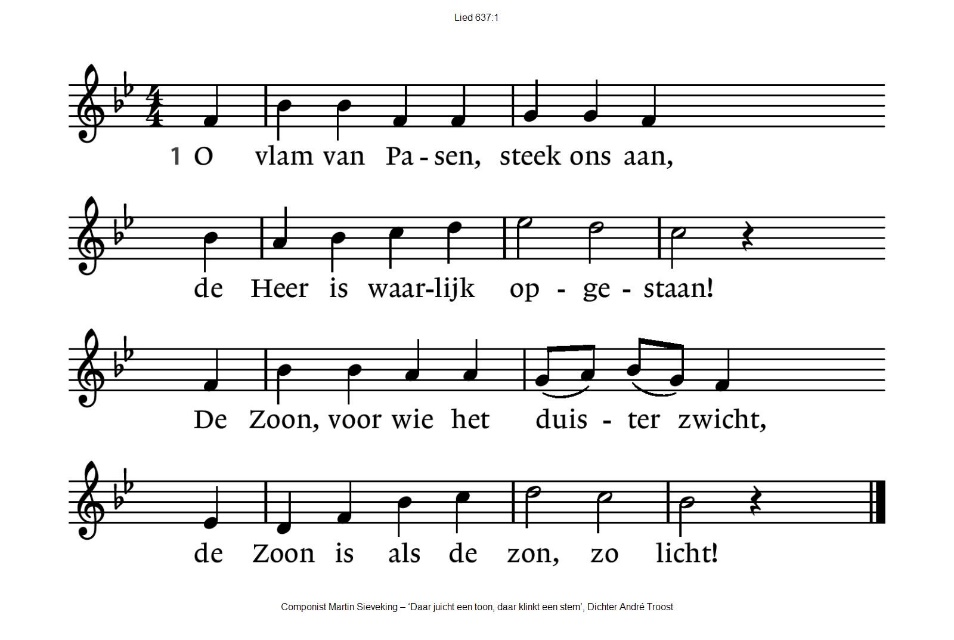 Lied 637:1
1 O vlam van Pa - sen, steek ons aan,
de Heer is waar-lijk op - ge - staan!
De Zoon, voor wie het duis - ter zwicht,
de Zoon is als de zon, zo licht!
Componist Martin Sieveking – 'Daar juicht een toon, daar klinkt een stem', Dichter André Troost